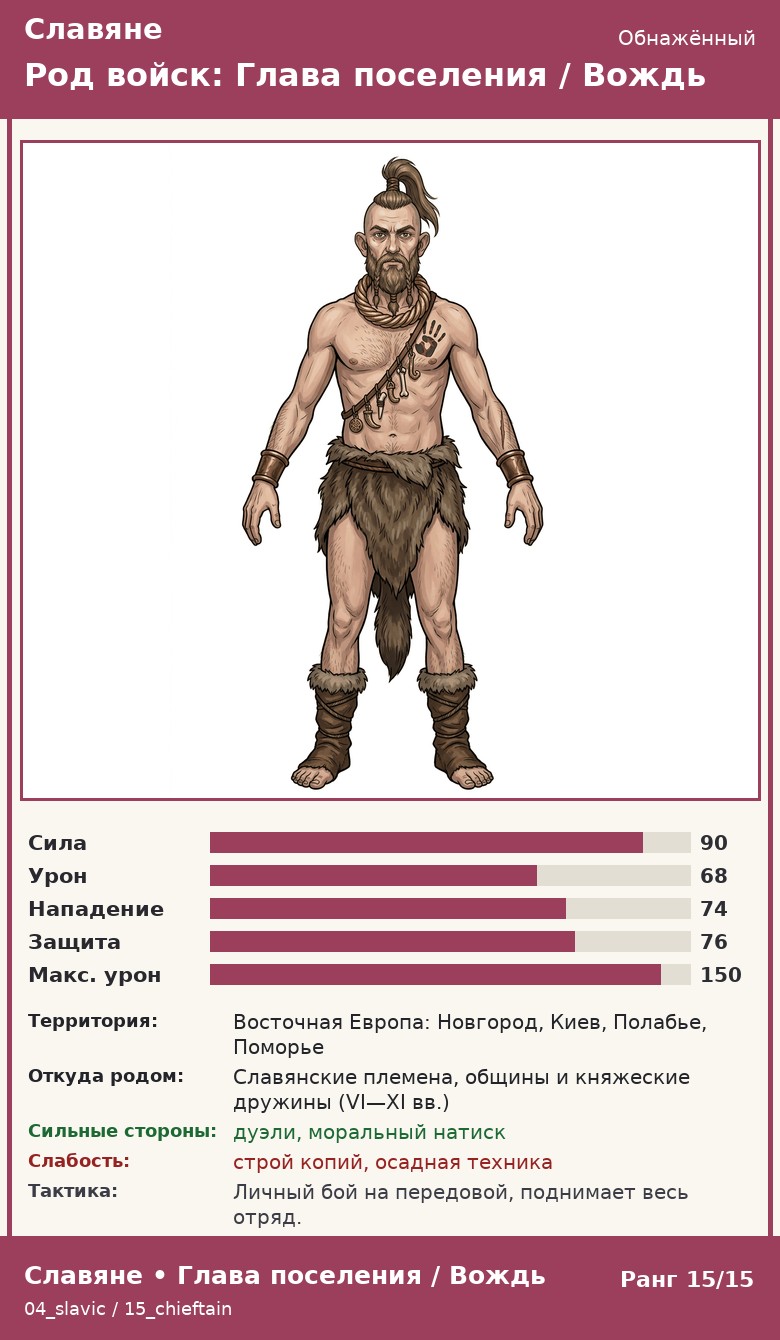 Славяне
Обнажённый
Род войск: Глава поселения / Вождь
Сила 90
Урон 68
Нападение 74
Защита 76
Макс. урон 150
Территория: Восточная Европа: Новгород, Киев, Полабье,
Поморье
Откуда родом: Славянские племена, общины и княжеские
дружины (VI—XI вв.)
Сильные стороны: дуэли, моральный натиск
Слабость: строй копий, осадная техника
Тактика: Личный бой на передовой, поднимает весь
отряд.
Славяне • Глава поселения / Вождь
Ранг 15/15
04_slavic / 15_chieftain